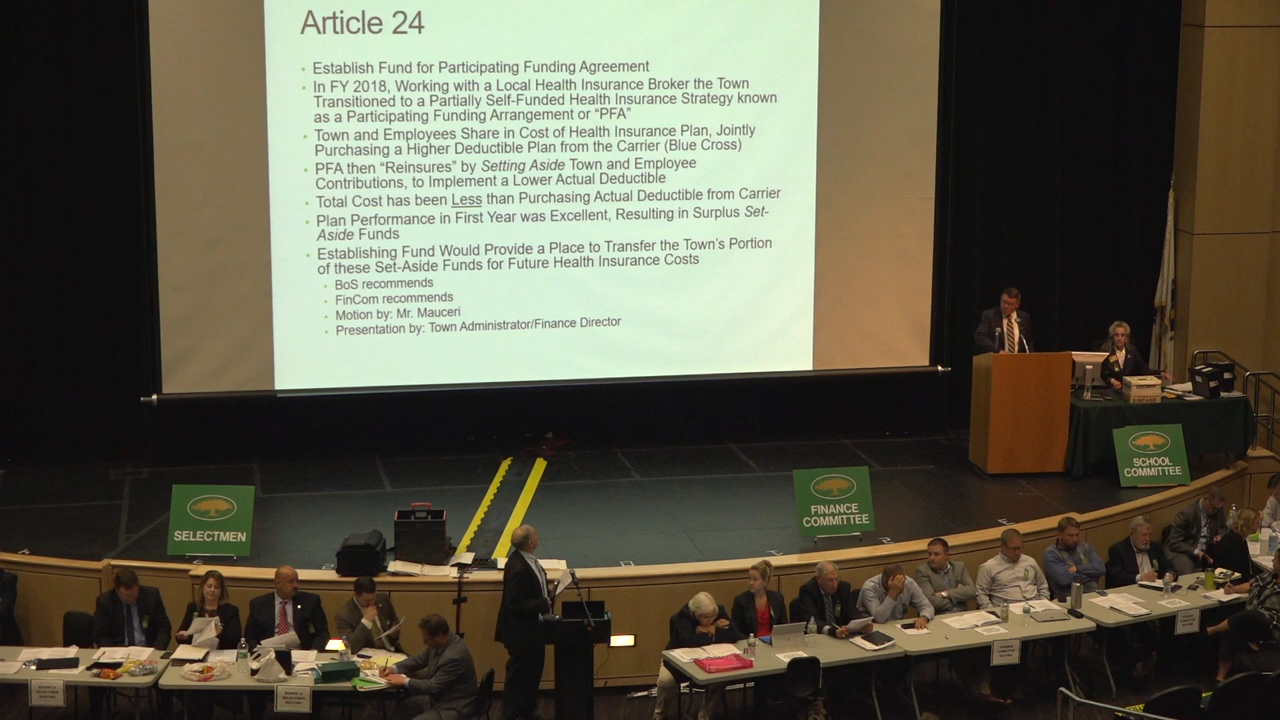 Article 24
• Establish Fund for Participating Funding Agreement
• In FY 2018, Working with a Local Health Insurance Broker the Town
Transitioned to a Partially Self-Funded Health Insurance Strategy known
as a Participating Funding Arrangement or “PFA”
• Town and Employees Share in Cost of Health Insurance Plan, Jointly
Purchasing a Higher Deductible Plan from the Carrier (Blue Cross)
• PFA then “Reinsures” by Setting Aside Town and Employee
Contributions, to Implement a Lower Actual Deductible
• Total Cost has been Less than Purchasing Actual Deductible from Carrier
• Plan Performance in First Year was Excellent, Resulting in Surplus Set-
Aside Funds
• Establishing Fund Would Provide a Place to Transfer the Town’s Portion
of these Set-Aside Funds for Future Health Insurance Costs
• BoS recommends
• FinCom recommends
• Motion by: Mr. Mauceri
• Presentation by: Town Administrator/Finance Director
SELECTMEN
FINANCE
COMMITTEE
SCHOOL
COMMITTEE